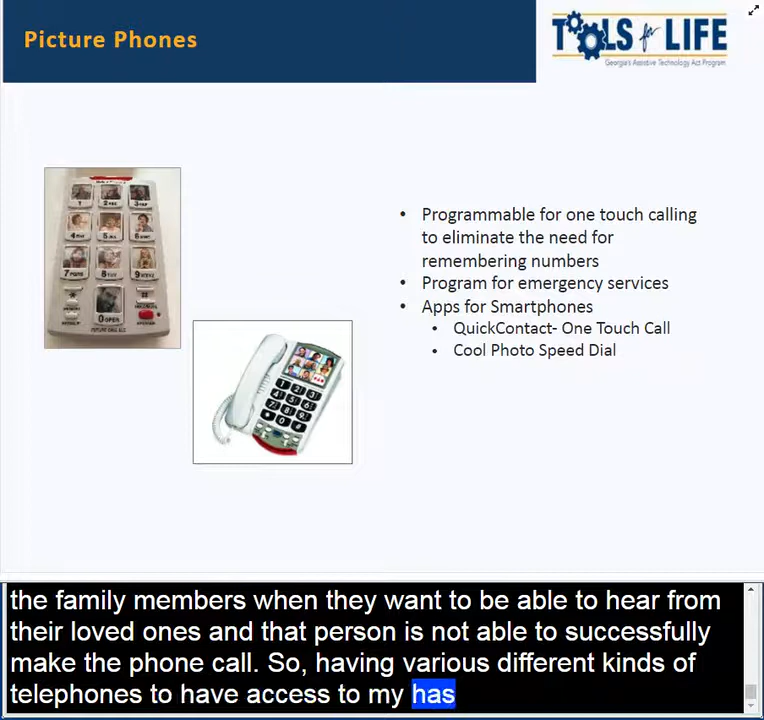 Picture Phones
TOOLS for LIFE
Georgia's Assistive Technology Act Program
• Programmable for one touch calling
to eliminate the need for
remembering numbers
• Program for emergency services
• Apps for Smartphones
• QuickContact- One Touch Call
• Cool Photo Speed Dial
the family members when they want to be able to hear from
their loved ones and that person is not able to successfully
make the phone call. So, having various different kinds of
telephones to have access to my has